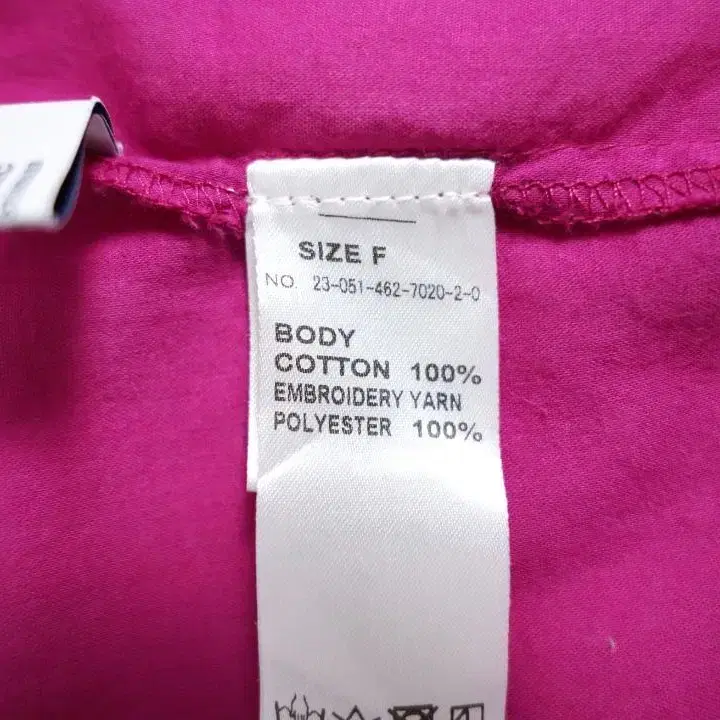 SIZE F
NO. 23-051-462-7020-2-0
BODY
COTTON 100%
EMBROIDERY YARN
POLYESTER 100%